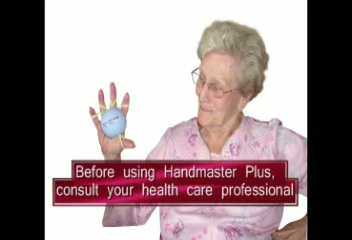 Before using Handmaster Plus,
consult your health care professional